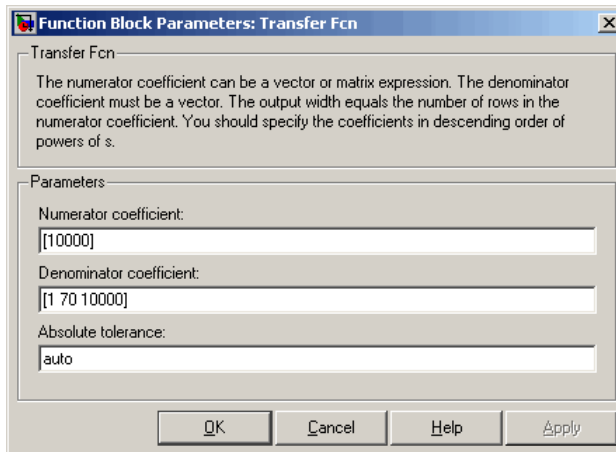 Function Block Parameters: Transfer Fcn
Transfer Fcn
The numerator coefficient can be a vector or matrix expression. The denominator
coefficient must be a vector. The output width equals the number of rows in the
numerator coefficient. You should specify the coefficients in descending order of
powers of s.
Parameters
Numerator coefficient:
[10000]
Denominator coefficient:
[1 70 10000]
Absolute tolerance:
auto
OK Cancel Help Apply